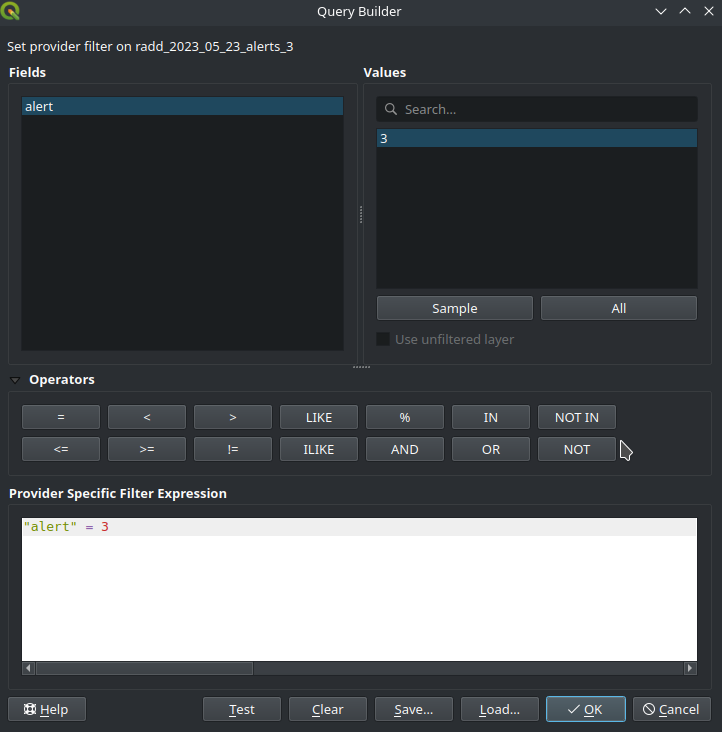 Query Builder
Set provider filter on radd_2023_05_23_alerts_3
Fields
Values
alert
Search...
3
Sample
All
Use unfiltered layer
Operators
= < > LIKE % IN NOT IN
<= >= != ILIKE AND OR NOT
Provider Specific Filter Expression
"alert" = 3
Help Test Clear Save... Load... OK Cancel